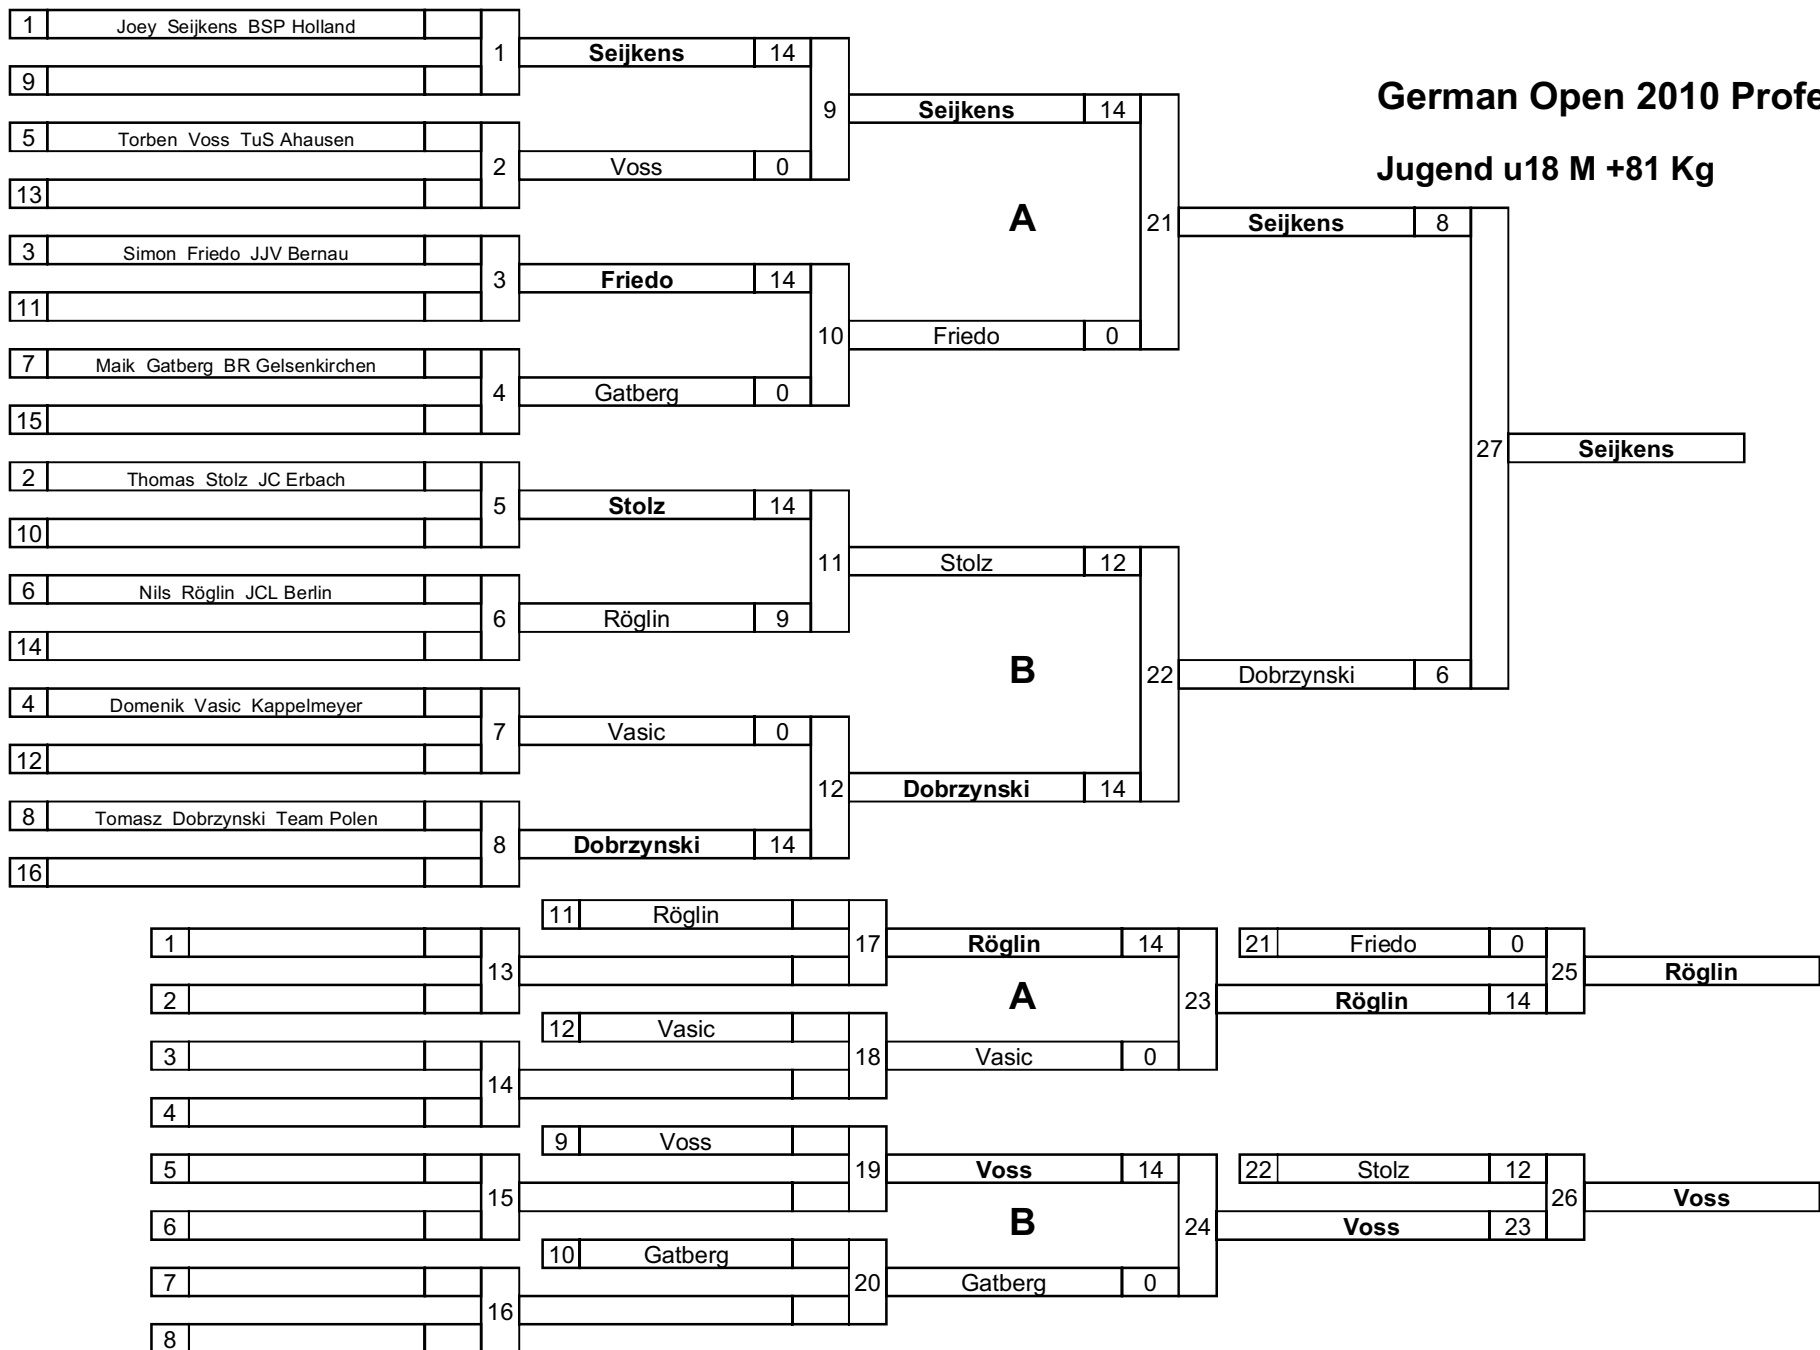 German Open 2010 Profe
Jugend u18 M +81 Kg
1 Joey Seijkens BSP Holland
9
1
Seijkens 14
5 Torben Voss TuS Ahausen
13
2
Voss 0
9
Seijkens 14
3 Simon Friedo JJV Bernau
11
3
Friedo 14
7 Maik Gatberg BR Gelsenkirchen
15
4
Gatberg 0
10
Friedo 0
A
21
Seijkens 8
2 Thomas Stolz JC Erbach
10
5
Stolz 14
6 Nils Röglin JCL Berlin
14
6
Röglin 9
11
Stolz 12
4 Domenik Vasic Kappelmeyer
12
7
Vasic 0
8 Tomasz Dobrzynski Team Polen
16
8
Dobrzynski 14
12
Dobrzynski 14
B
22
Dobrzynski 6
27
Seijkens
1
2
13
11 Röglin
17
Röglin 14
3
4
14
12 Vasic
18
Vasic 0
A
23
21 Friedo 0
Röglin 14
25
Röglin
5
6
15
9 Voss
19
Voss 14
7
8
16
10 Gatberg
20
Gatberg 0
B
24
22 Stolz 12
Voss 23
26
Voss